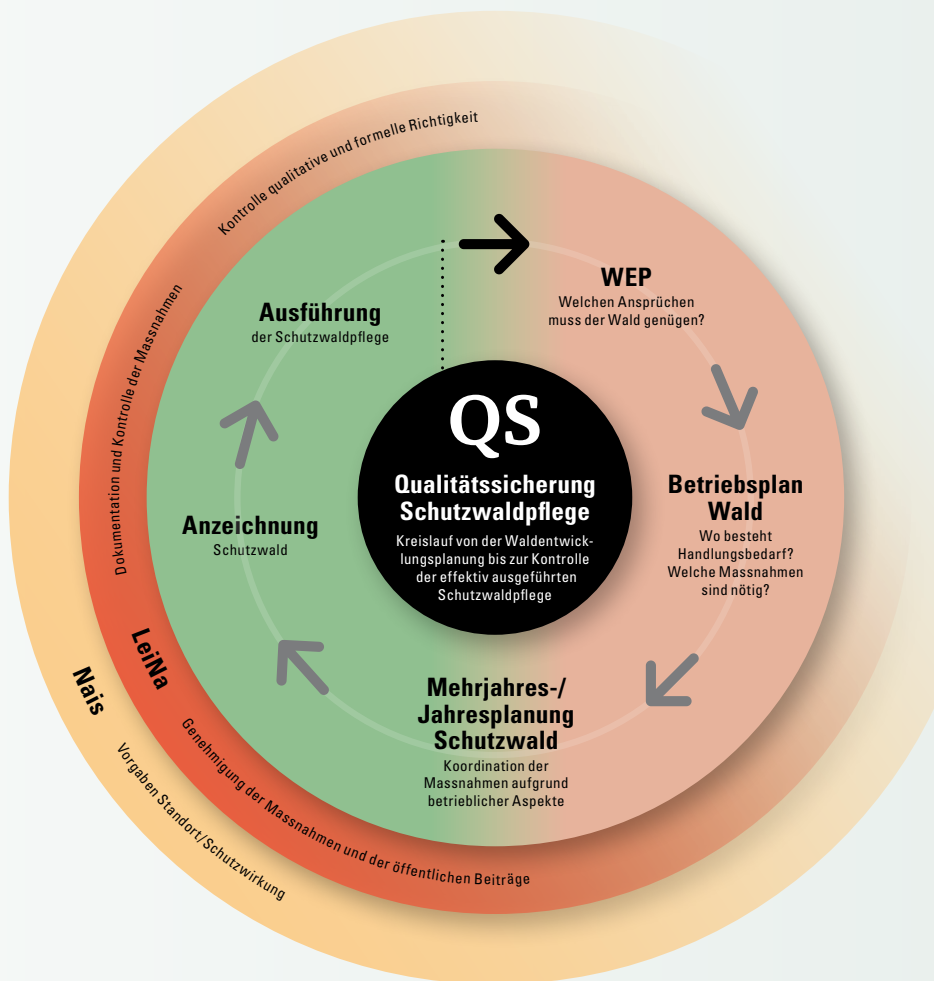 Kontrolle qualitative und formelle Richtigkeit
Dokumentation und Kontrolle der Massnahmen
LeiNa
Genehmigung der Massnahmen und der öffentlichen Beiträge
Nais
Vorgaben Standort/Schutzwirkung
WEP
Welchen Ansprüchen
muss der Wald genügen?
Betriebsplan
Wald
Wo besteht
Handlungsbedarf?
Welche Massnahmen
sind nötig?
Mehrjahres-/
Jahresplanung
Schutzwald
Koordination der
Massnahmen aufgrund
betrieblicher Aspekte
Anzeichnung
Schutzwald
Ausführung
der Schutzwaldpflege
QS
Qualitätssicherung
Schutzwaldpflege
Kreislauf von der Waldentwick-
lungsplanung bis zur Kontrolle
der effektiv ausgeführten
Schutzwaldpflege